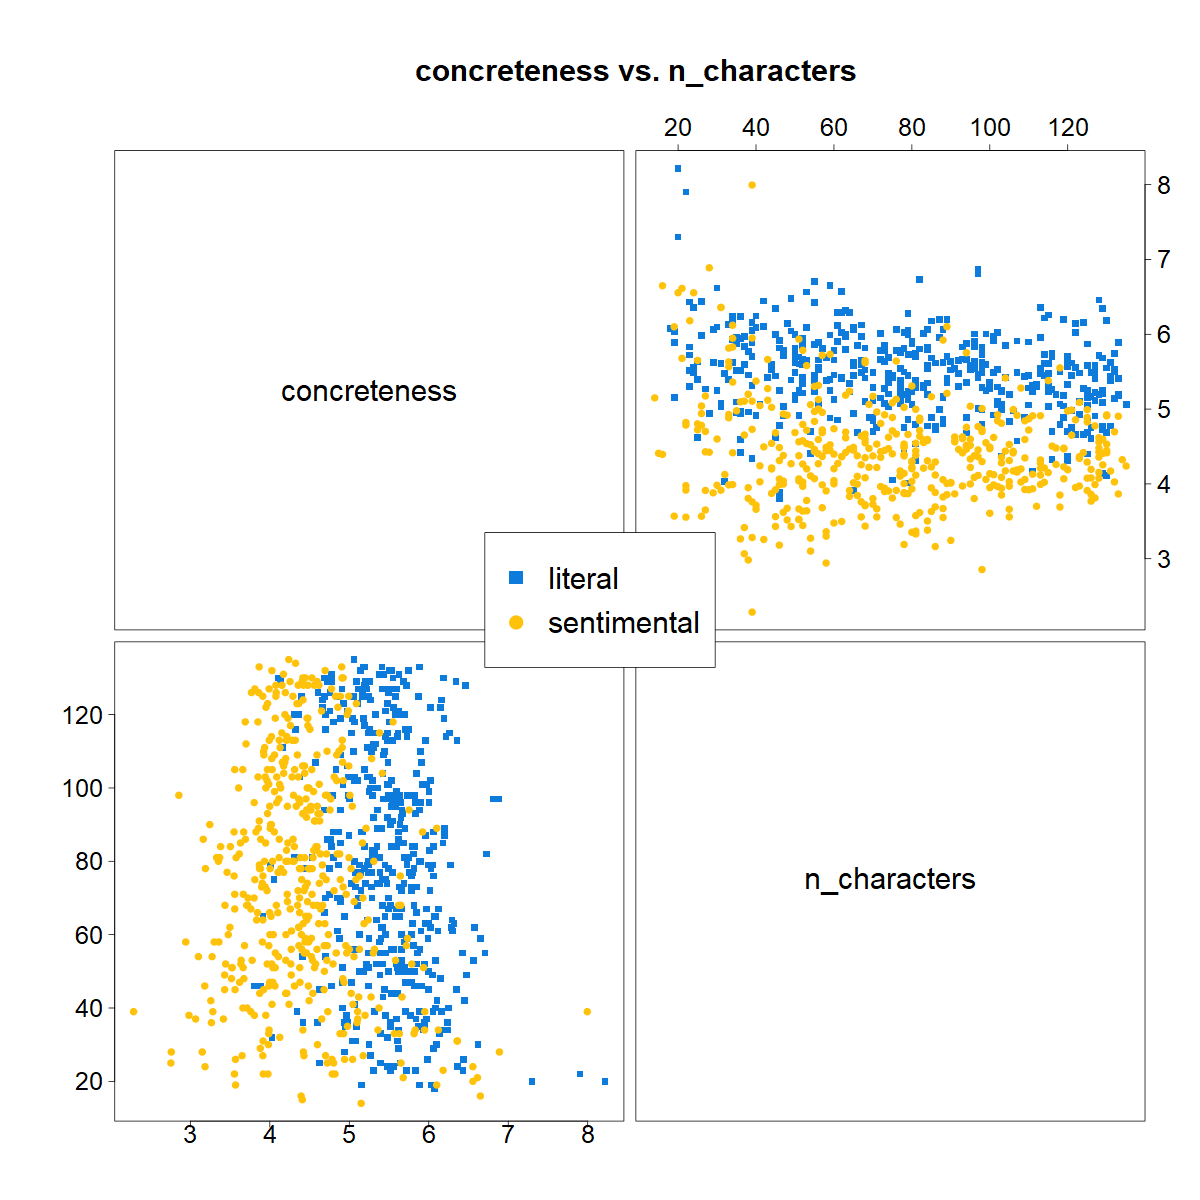 concreteness vs. n_characters
20 40 60 80 100 120
concreteness
8
7
6
5
4
3
literal
sentimental
120
100
80
60
40
20
n_characters
3 4 5 6 7 8